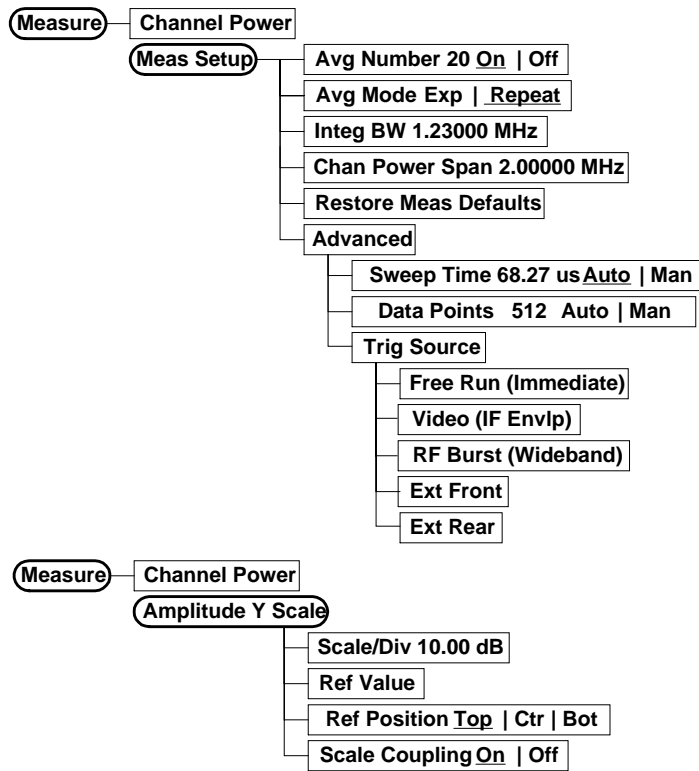 Measure
Channel Power
Meas Setup
Avg Number 20 On | Off
Avg Mode Exp | Repeat
Integ BW 1.23000 MHz
Chan Power Span 2.00000 MHz
Restore Meas Defaults
Advanced
Sweep Time 68.27 us Auto | Man
Data Points 512 Auto | Man
Trig Source
Free Run (Immediate)
Video (IF Envlp)
RF Burst (Wideband)
Ext Front
Ext Rear
Measure
Channel Power
Amplitude Y Scale
Scale/Div 10.00 dB
Ref Value
Ref Position Top | Ctr | Bot
Scale Coupling On | Off